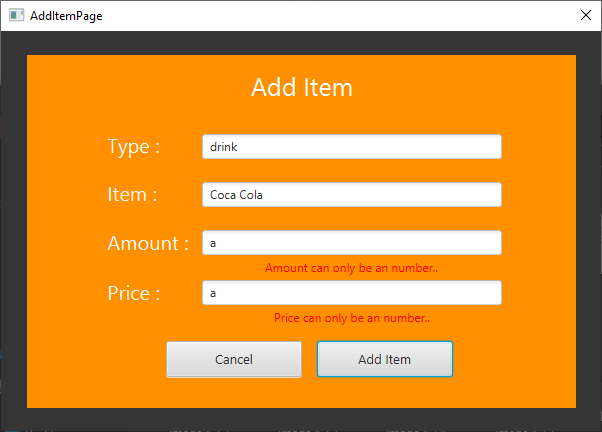 AddItemPage
Add Item
Type :
drink
Item :
Coca Cola
Amount :
a
Amount can only be an number..
Price :
a
Price can only be an number..
Cancel
Add Item